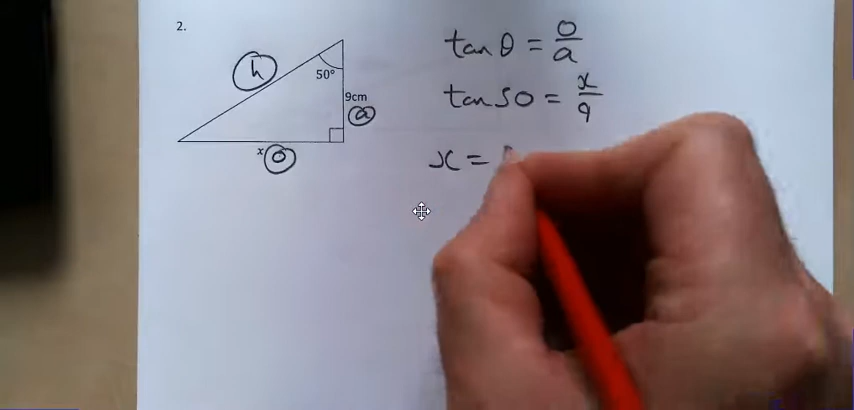 2.
h
50°
9cm
a
x o
tan θ = o/a
tan 50 = x/9
x =